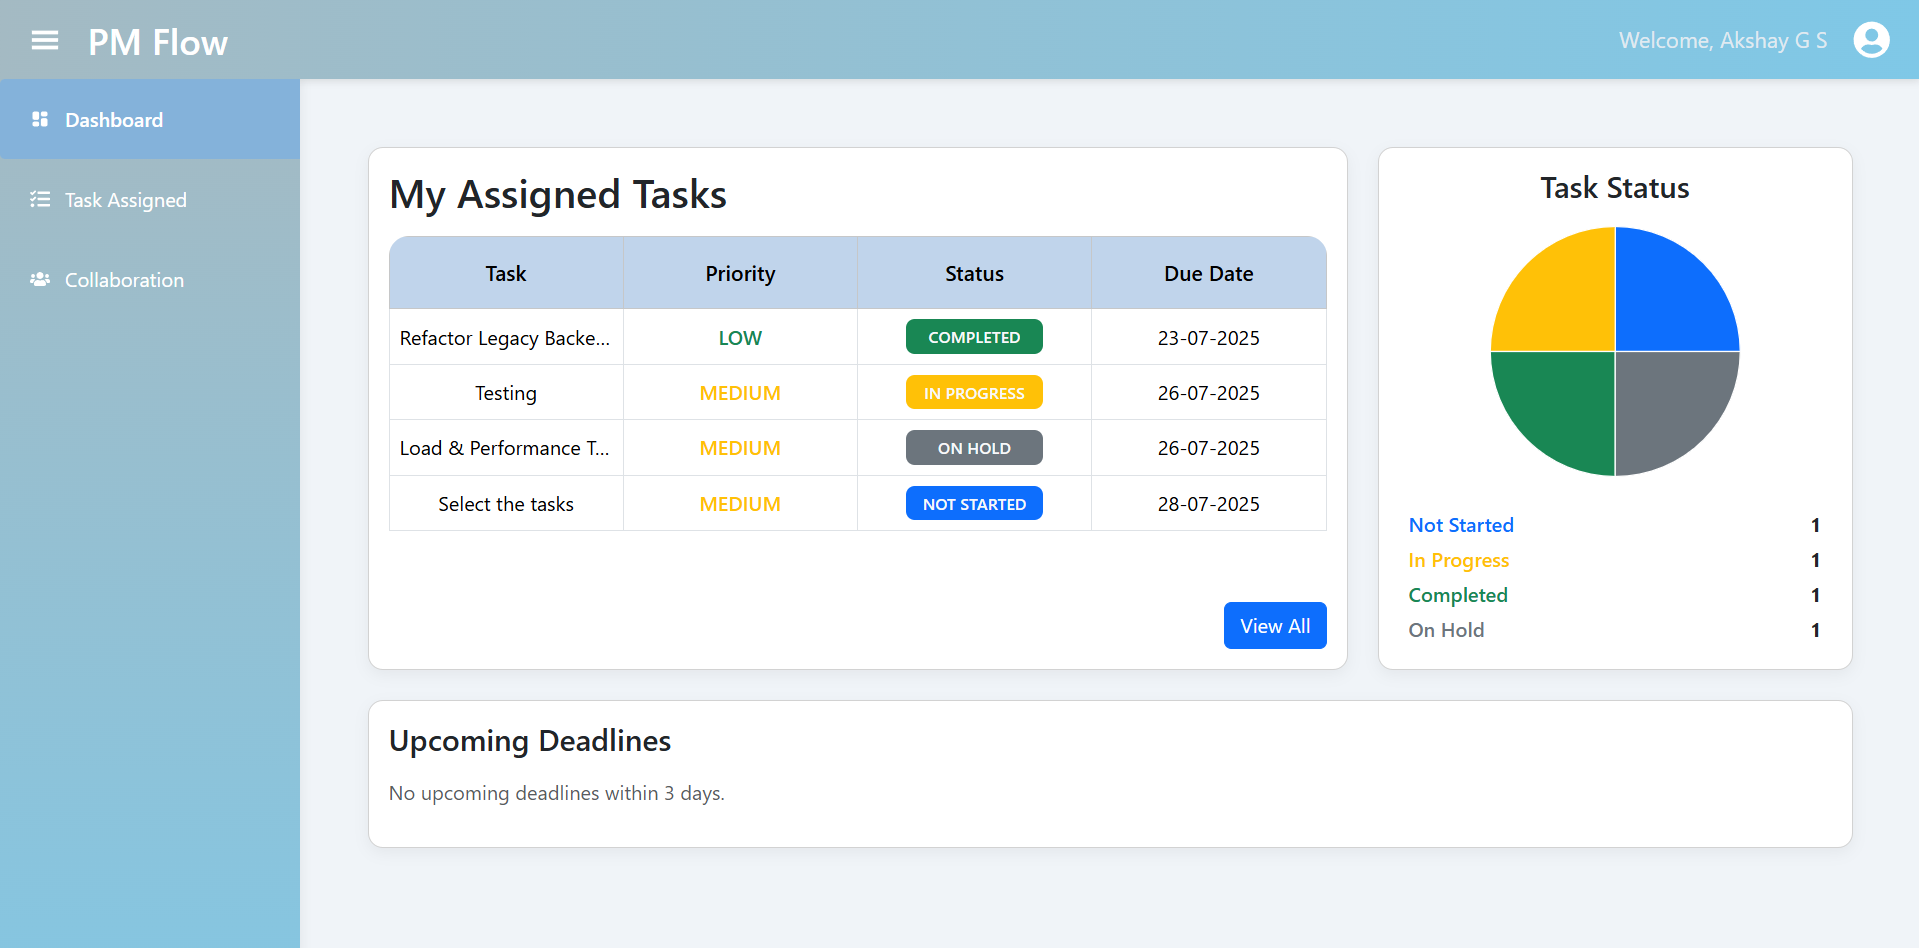 PM Flow
Welcome, Akshay G S
Dashboard
Task Assigned
Collaboration
My Assigned Tasks
Task Priority Status Due Date
Refactor Legacy Backe... LOW COMPLETED 23-07-2025
Testing MEDIUM IN PROGRESS 26-07-2025
Load & Performance T... MEDIUM ON HOLD 26-07-2025
Select the tasks MEDIUM NOT STARTED 28-07-2025
View All
Task Status
Not Started 1
In Progress 1
Completed 1
On Hold 1
Upcoming Deadlines
No upcoming deadlines within 3 days.